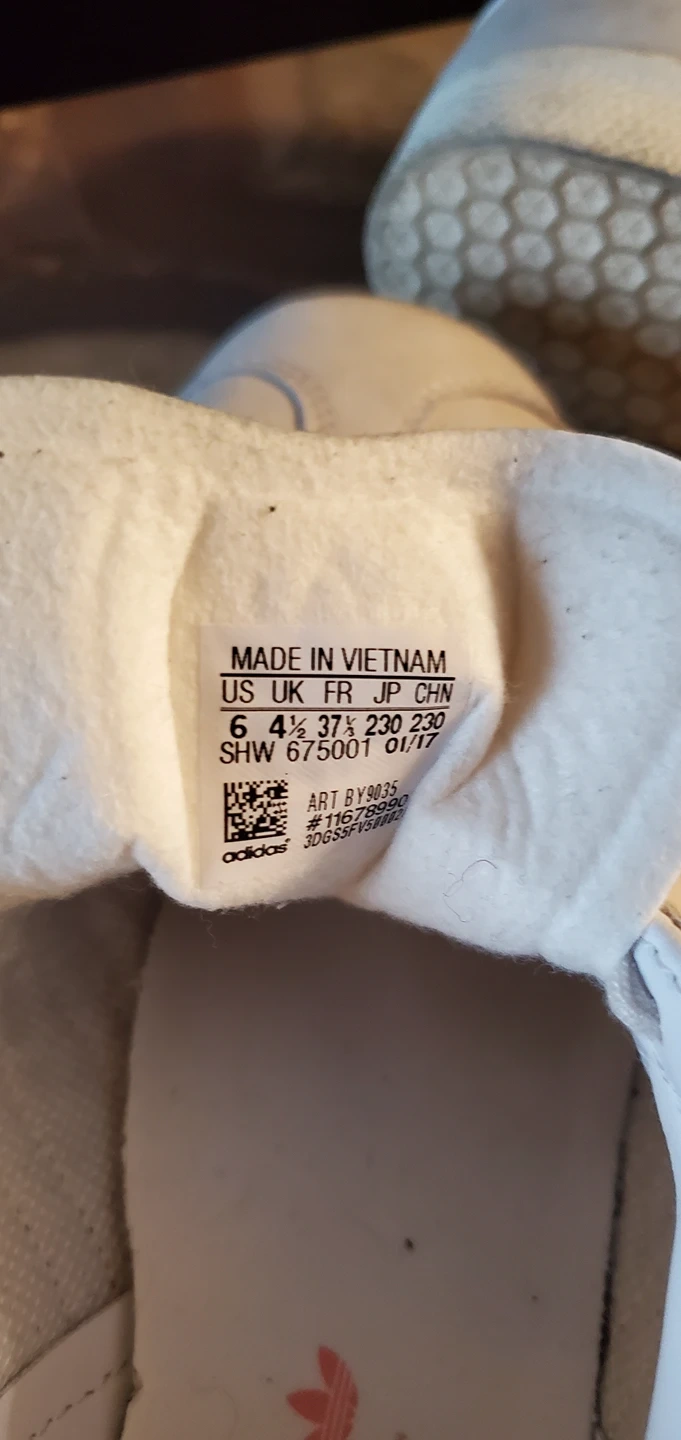 MADE IN VIETNAM
US UK FR JP CHN
6 4½ 37⅓ 230 230
SHW 675001 01/17
ART BY9035
#11678990
adidas